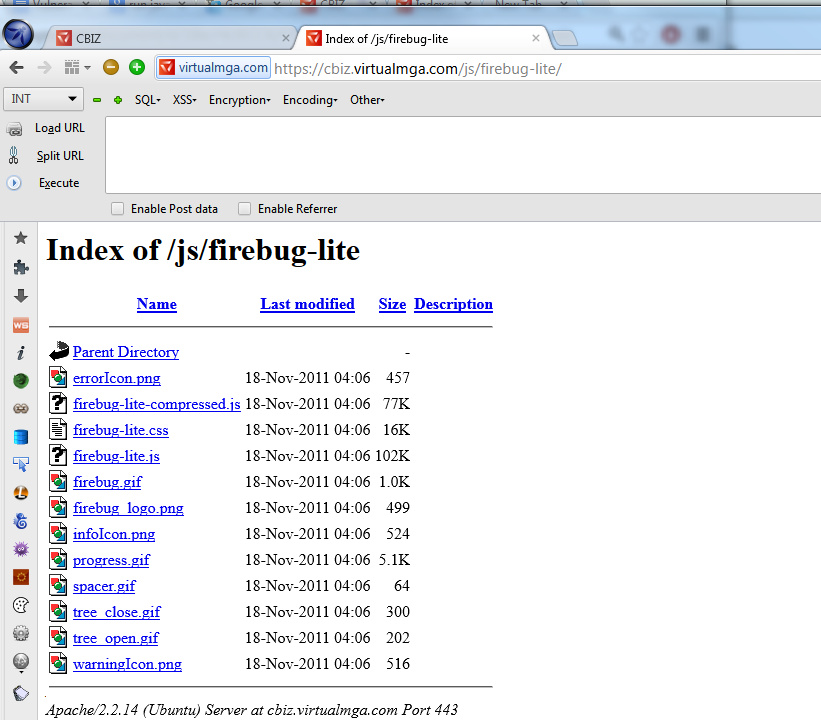 CBIZ
Index of /js/firebug-lite
virtualmga.com https://cbiz.virtualmga.com/js/firebug-lite/
INT SQL XSS Encryption Encoding Other
Load URL
Split URL
Execute
Enable Post data Enable Referrer
Index of /js/firebug-lite
Name Last modified Size Description
Parent Directory -
errorIcon.png 18-Nov-2011 04:06 457
firebug-lite-compressed.js 18-Nov-2011 04:06 77K
firebug-lite.css 18-Nov-2011 04:06 16K
firebug-lite.js 18-Nov-2011 04:06 102K
firebug.gif 18-Nov-2011 04:06 1.0K
firebug_logo.png 18-Nov-2011 04:06 499
infoIcon.png 18-Nov-2011 04:06 524
progress.gif 18-Nov-2011 04:06 5.1K
spacer.gif 18-Nov-2011 04:06 64
tree_close.gif 18-Nov-2011 04:06 300
tree_open.gif 18-Nov-2011 04:06 202
warningIcon.png 18-Nov-2011 04:06 516
Apache/2.2.14 (Ubuntu) Server at cbiz.virtualmga.com Port 443